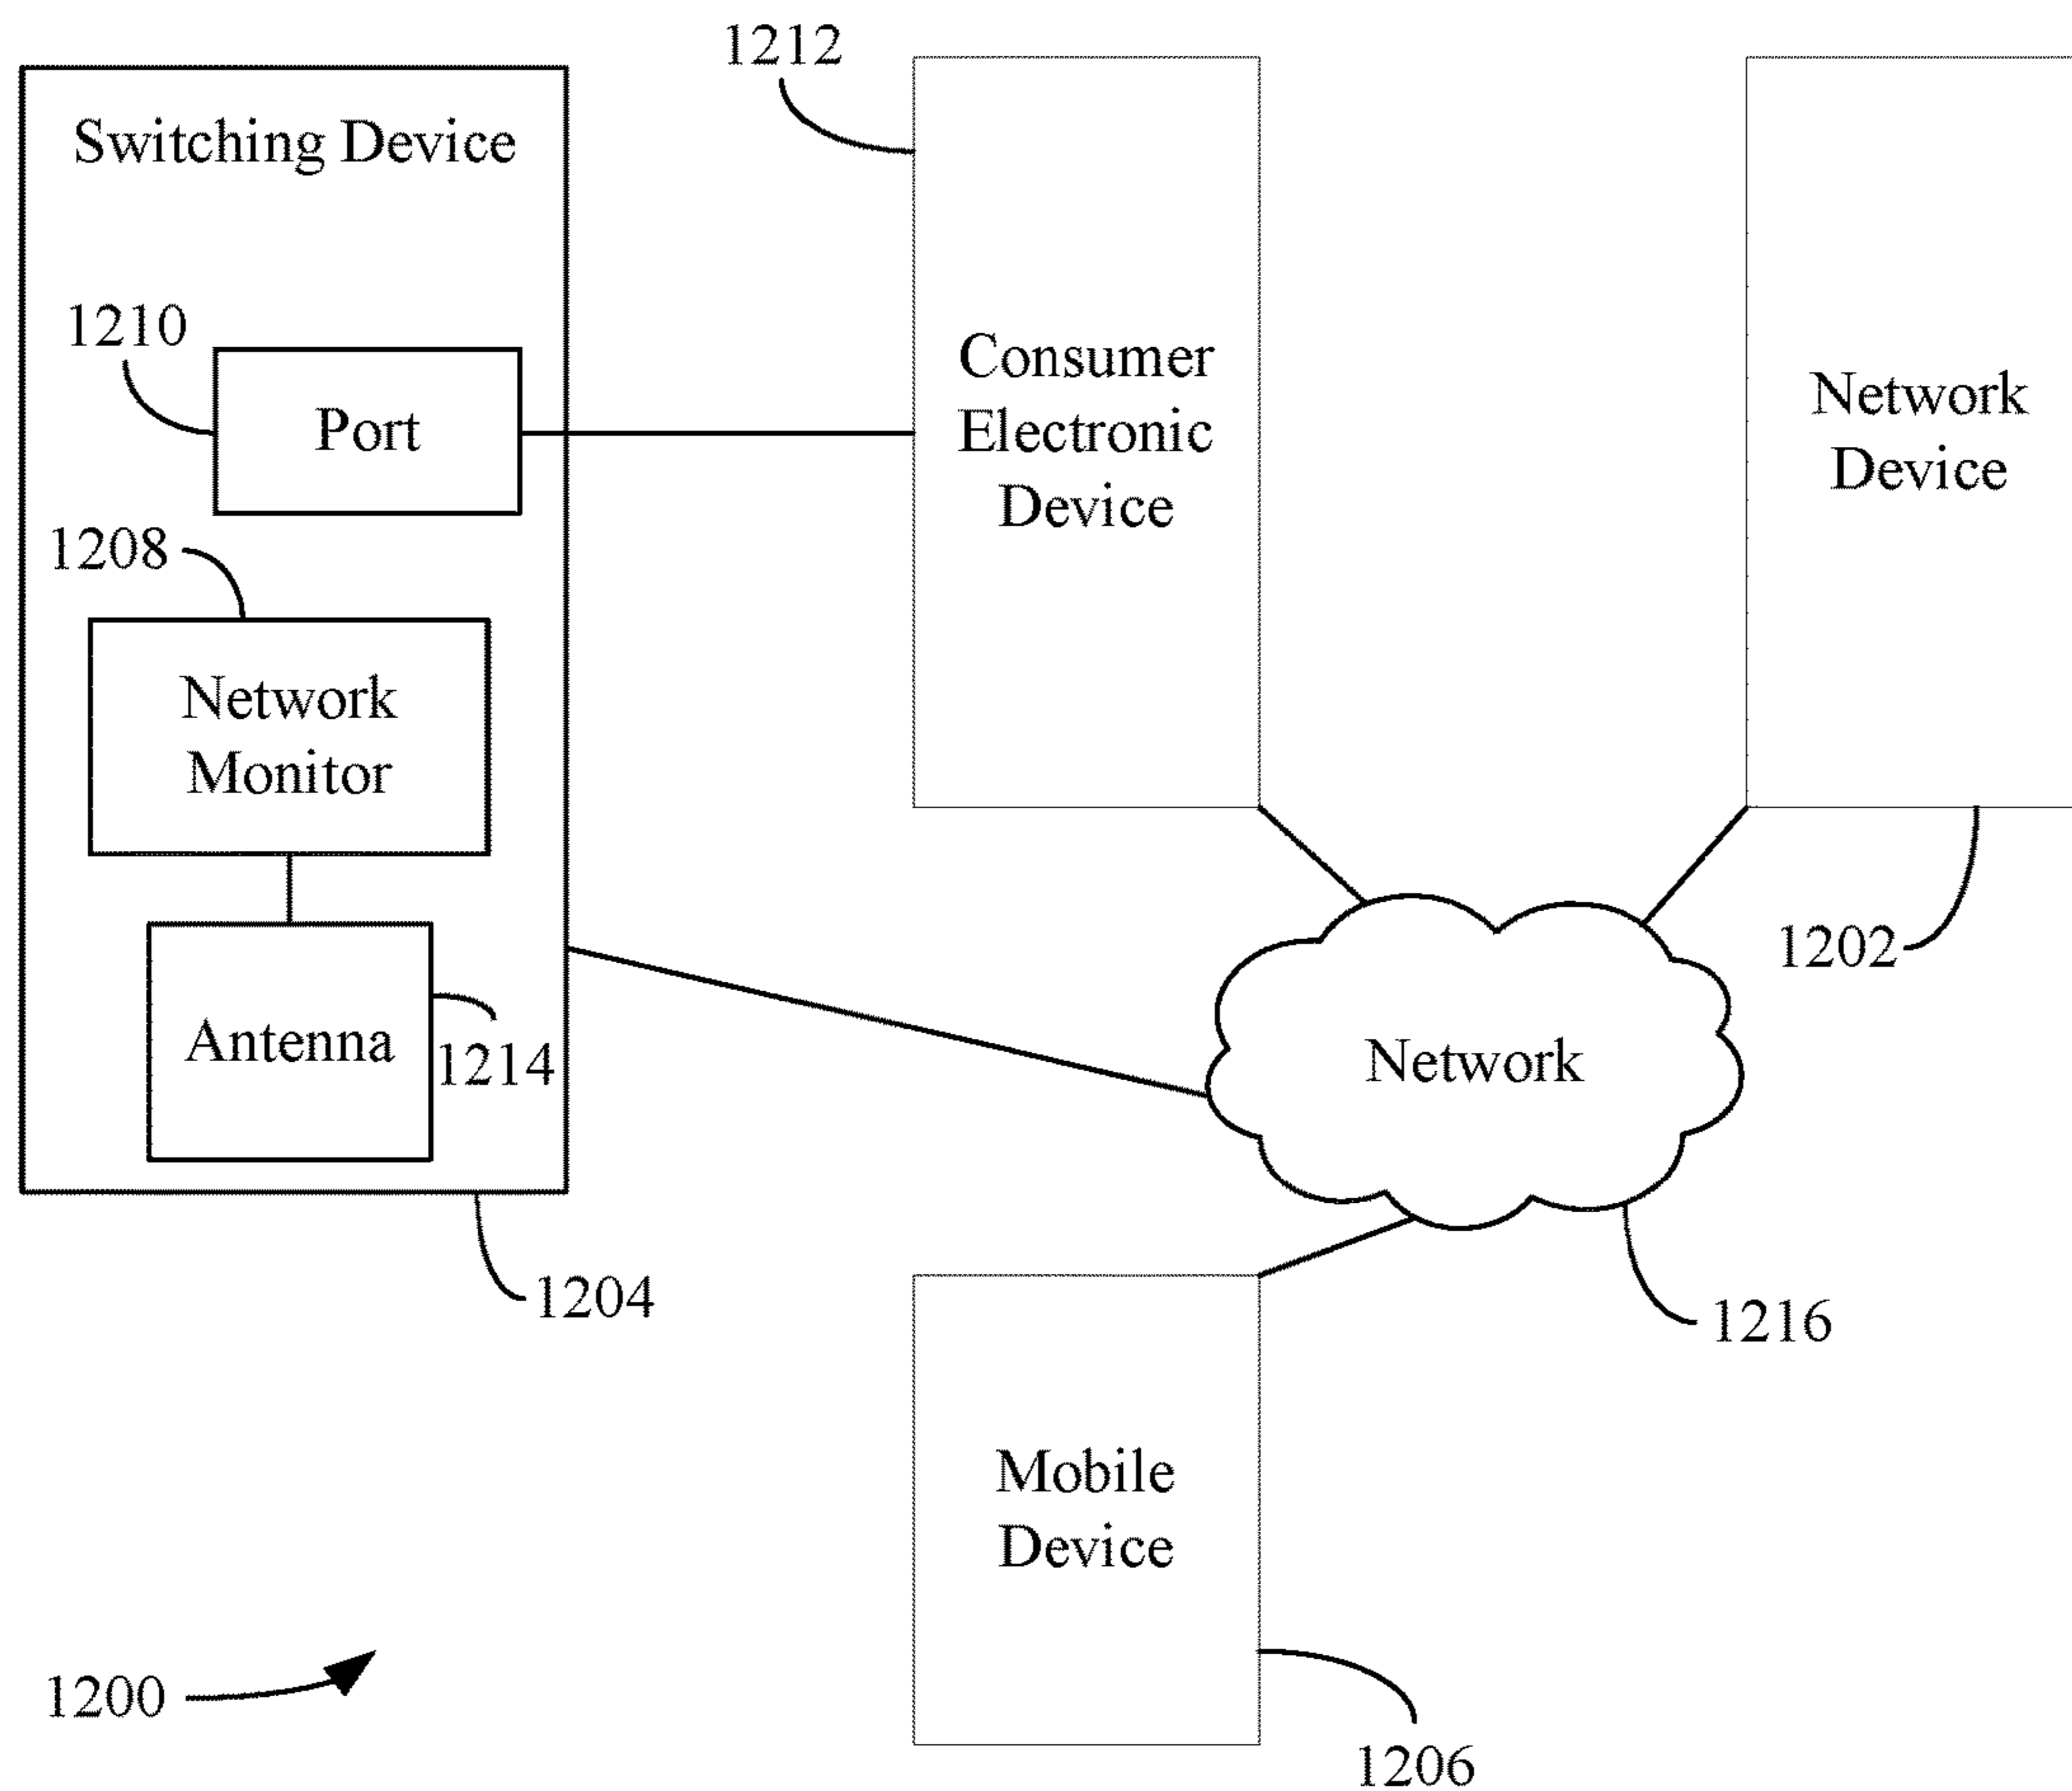 1212
Switching Device
1210
Port
Consumer
Electronic
Device
Network
Device
1208
Network
Monitor
1202
Antenna
1214
Network
1204
1216
Mobile
Device
1200
1206